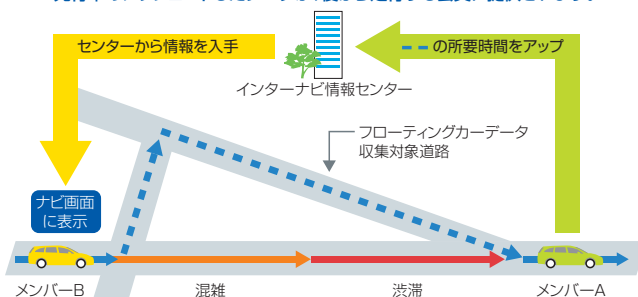 センターから情報を入手
の所要時間をアップ
インターナビ情報センター
フローティングカーデータ
収集対象道路
ナビ画面
に表示
メンバーB
混雑
渋滞
メンバーA